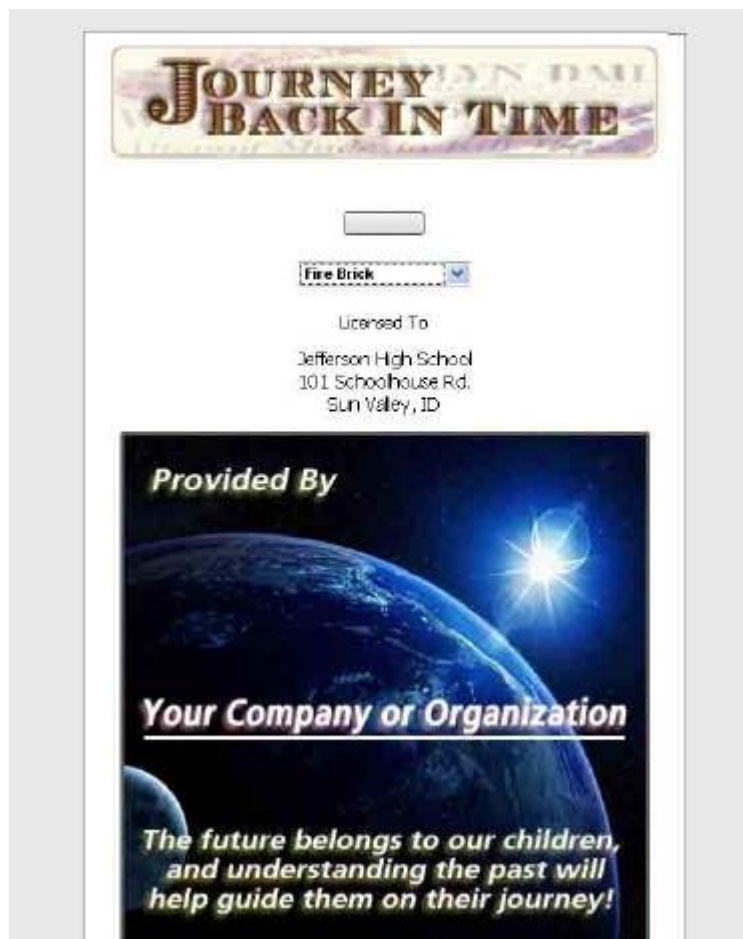 JOURNEY
BACK IN TIME
Fire Brick
Licensed To
Jefferson High School
101 Schoolhouse Rd.
Sun Valley, ID
Provided By
Your Company or Organization
The future belongs to our children,
and understanding the past will
help guide them on their journey!